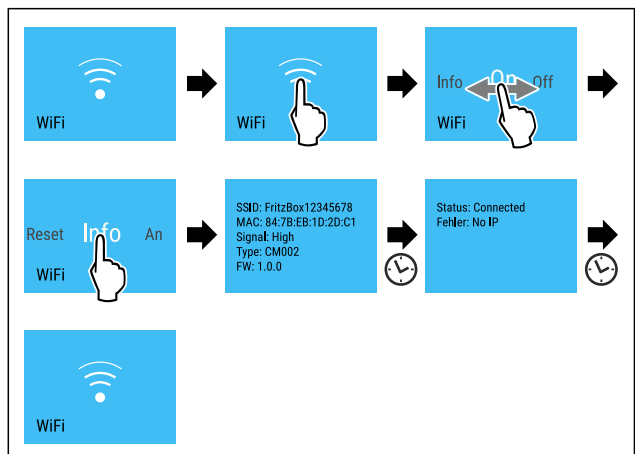 WiFi
WiFi
Info On Off
WiFi
Reset Info An
WiFi
SSID: FritzBox12345678
MAC: 84:7B:EB:1D:2D:C1
Signal: High
Type: CM002
FW: 1.0.0
Status: Connected
Fehler: No IP
WiFi